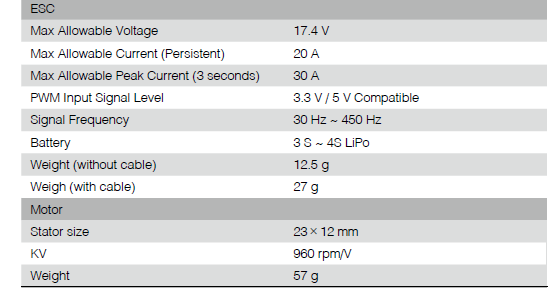 ESC
Max Allowable Voltage 17.4 V
Max Allowable Current (Persistent) 20 A
Max Allowable Peak Current (3 seconds) 30 A
PWM Input Signal Level 3.3 V / 5 V Compatible
Signal Frequency 30 Hz ~ 450 Hz
Battery 3 S ~ 4S LiPo
Weight (without cable) 12.5 g
Weigh (with cable) 27 g
Motor
Stator size 23 × 12 mm
KV 960 rpm/V
Weight 57 g